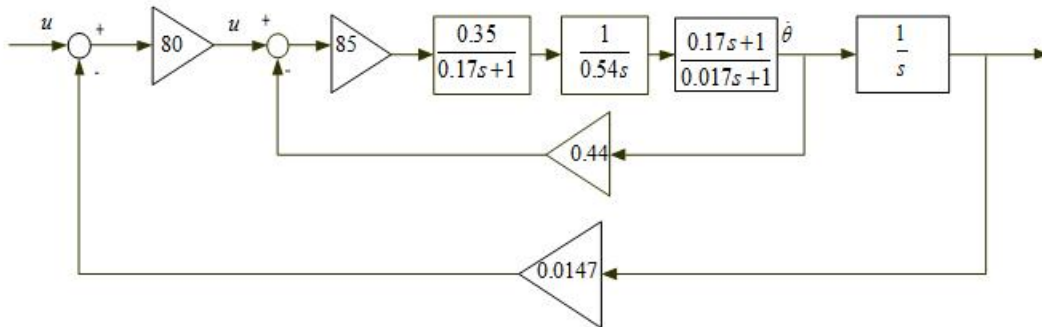 u
+
-
80
u
+
-
85
0.35
0.17s+1
1
0.54s
0.17s+1
0.017s+1
θ̇
1
s
0.44
0.0147